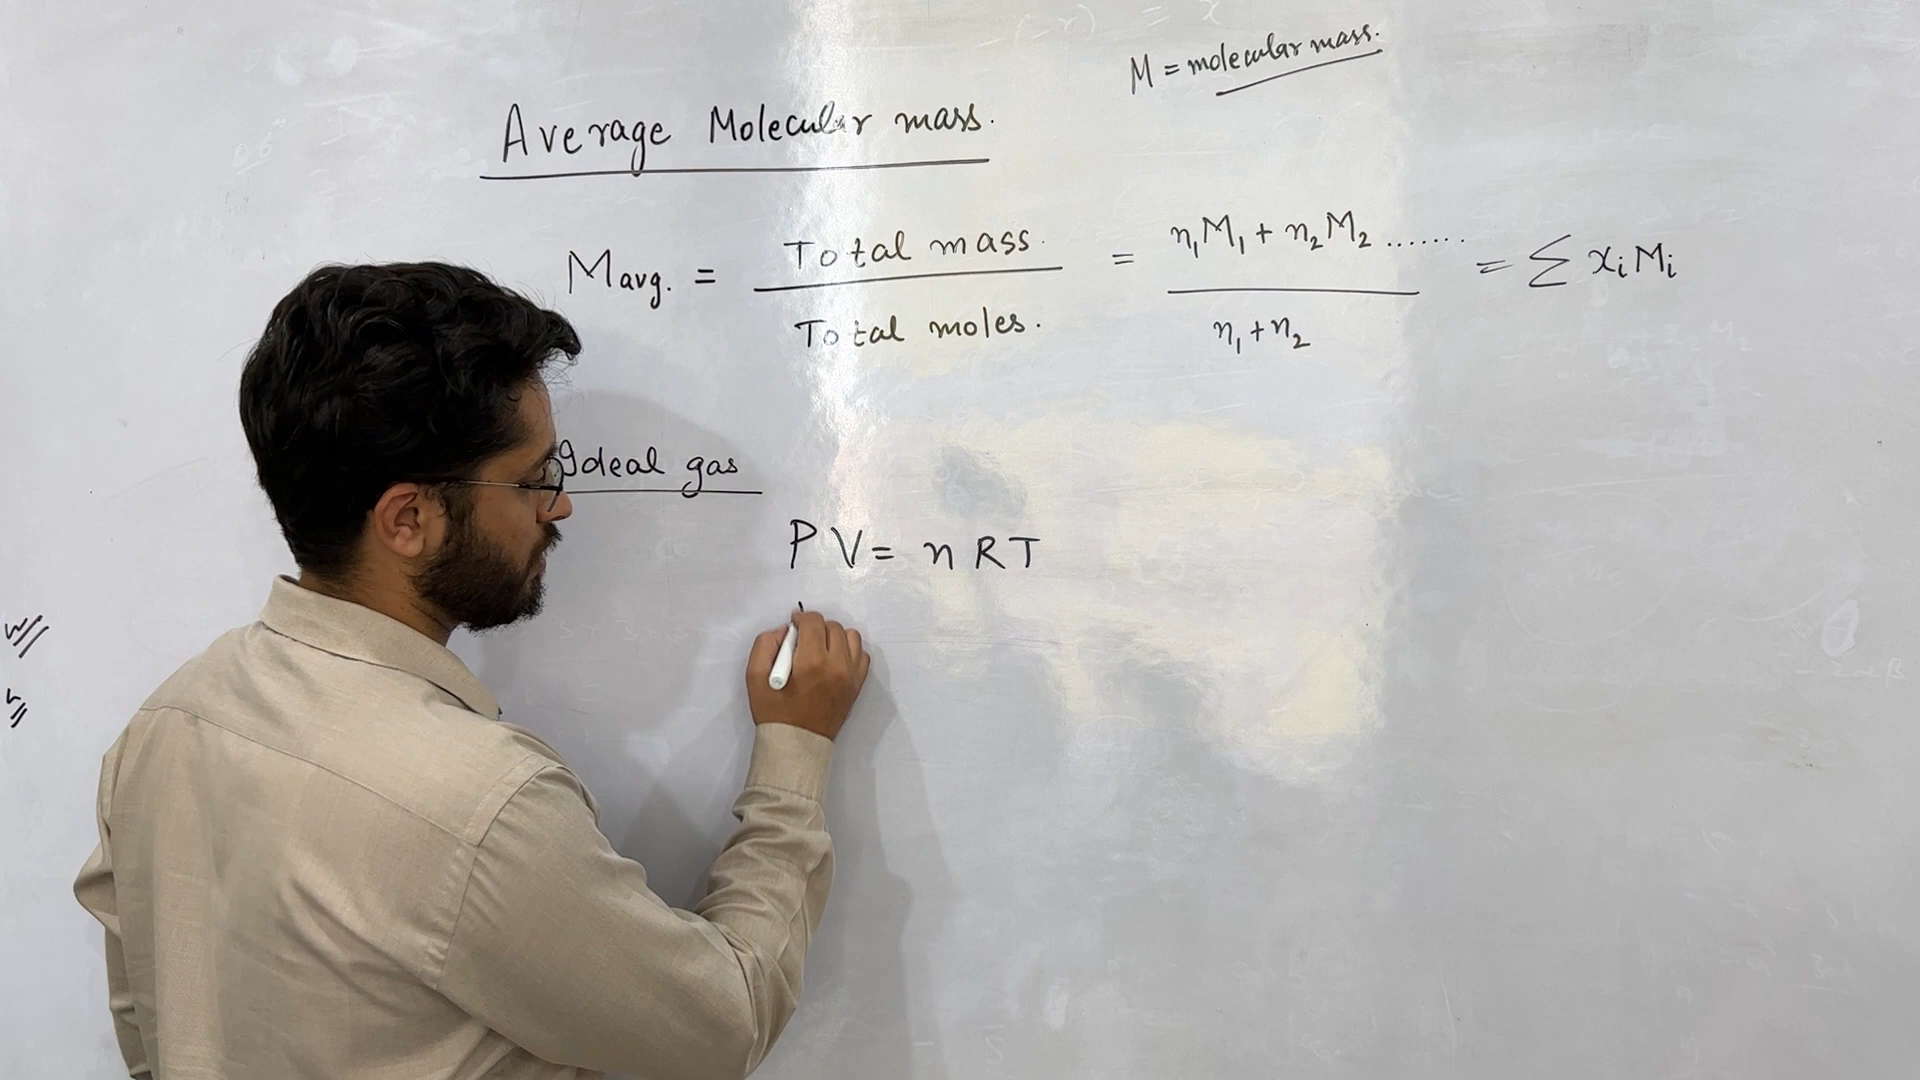 M = molecular mass.
Average Molecular mass.
Mavg. = Total mass. / Total moles. = n₁M₁ + n₂M₂ ....... / n₁ + n₂ = ∑ xᵢMᵢ
Ideal gas
PV = nRT